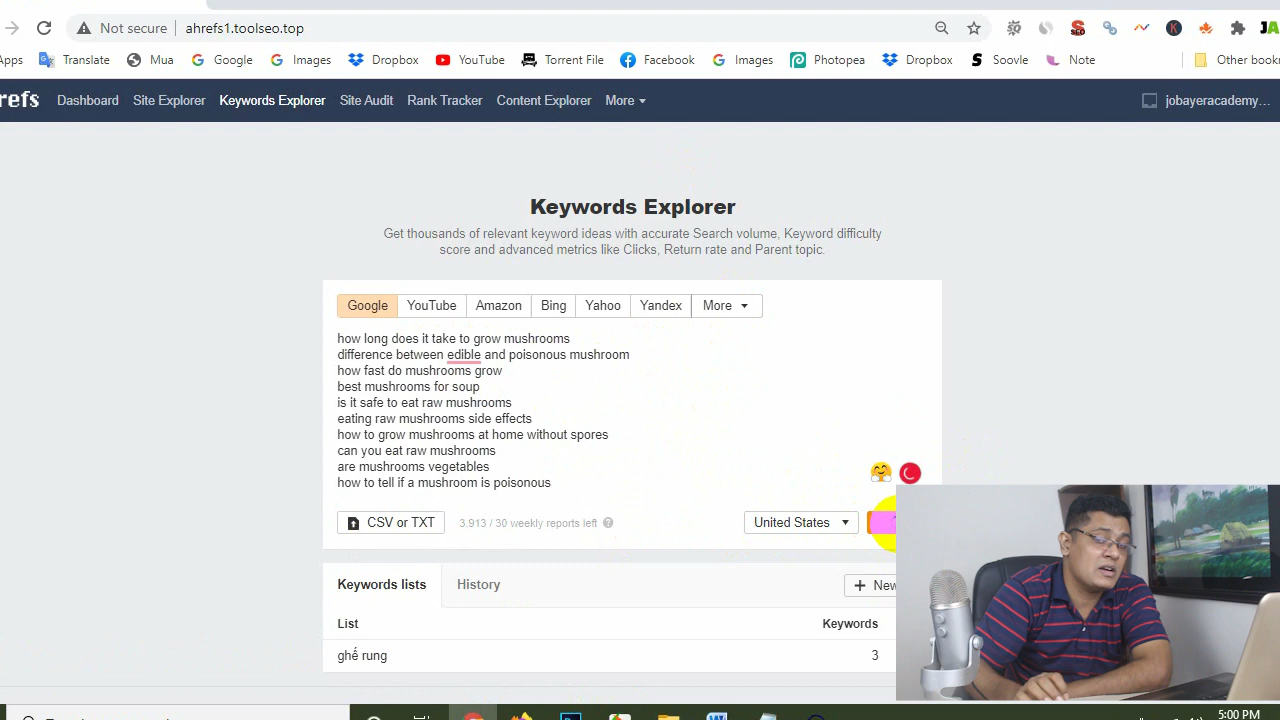 Not secure ahrefs1.toolseo.top
Apps Translate Mua Google Images Dropbox YouTube Torrent File Facebook Images Photopea Dropbox Soovle Note Other book
refs Dashboard Site Explorer Keywords Explorer Site Audit Rank Tracker Content Explorer More jobayeracademy...
Keywords Explorer
Get thousands of relevant keyword ideas with accurate Search volume, Keyword difficulty
score and advanced metrics like Clicks, Return rate and Parent topic.
Google YouTube Amazon Bing Yahoo Yandex More
how long does it take to grow mushrooms
difference between edible and poisonous mushroom
how fast do mushrooms grow
best mushrooms for soup
is it safe to eat raw mushrooms
eating raw mushrooms side effects
how to grow mushrooms at home without spores
can you eat raw mushrooms
are mushrooms vegetables
how to tell if a mushroom is poisonous
CSV or TXT 3.913 / 30 weekly reports left ? United States
Keywords lists History + New
List Keywords
ghế rung 3
5:00 PM